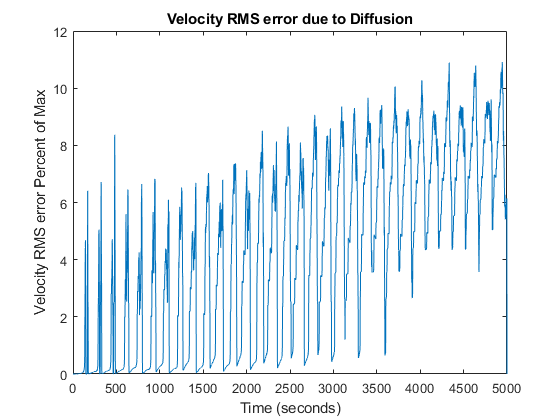 Velocity RMS error due to Diffusion
12
10
8
6
4
2
0
Velocity RMS error Percent of Max
0 500 1000 1500 2000 2500 3000 3500 4000 4500 5000
Time (seconds)